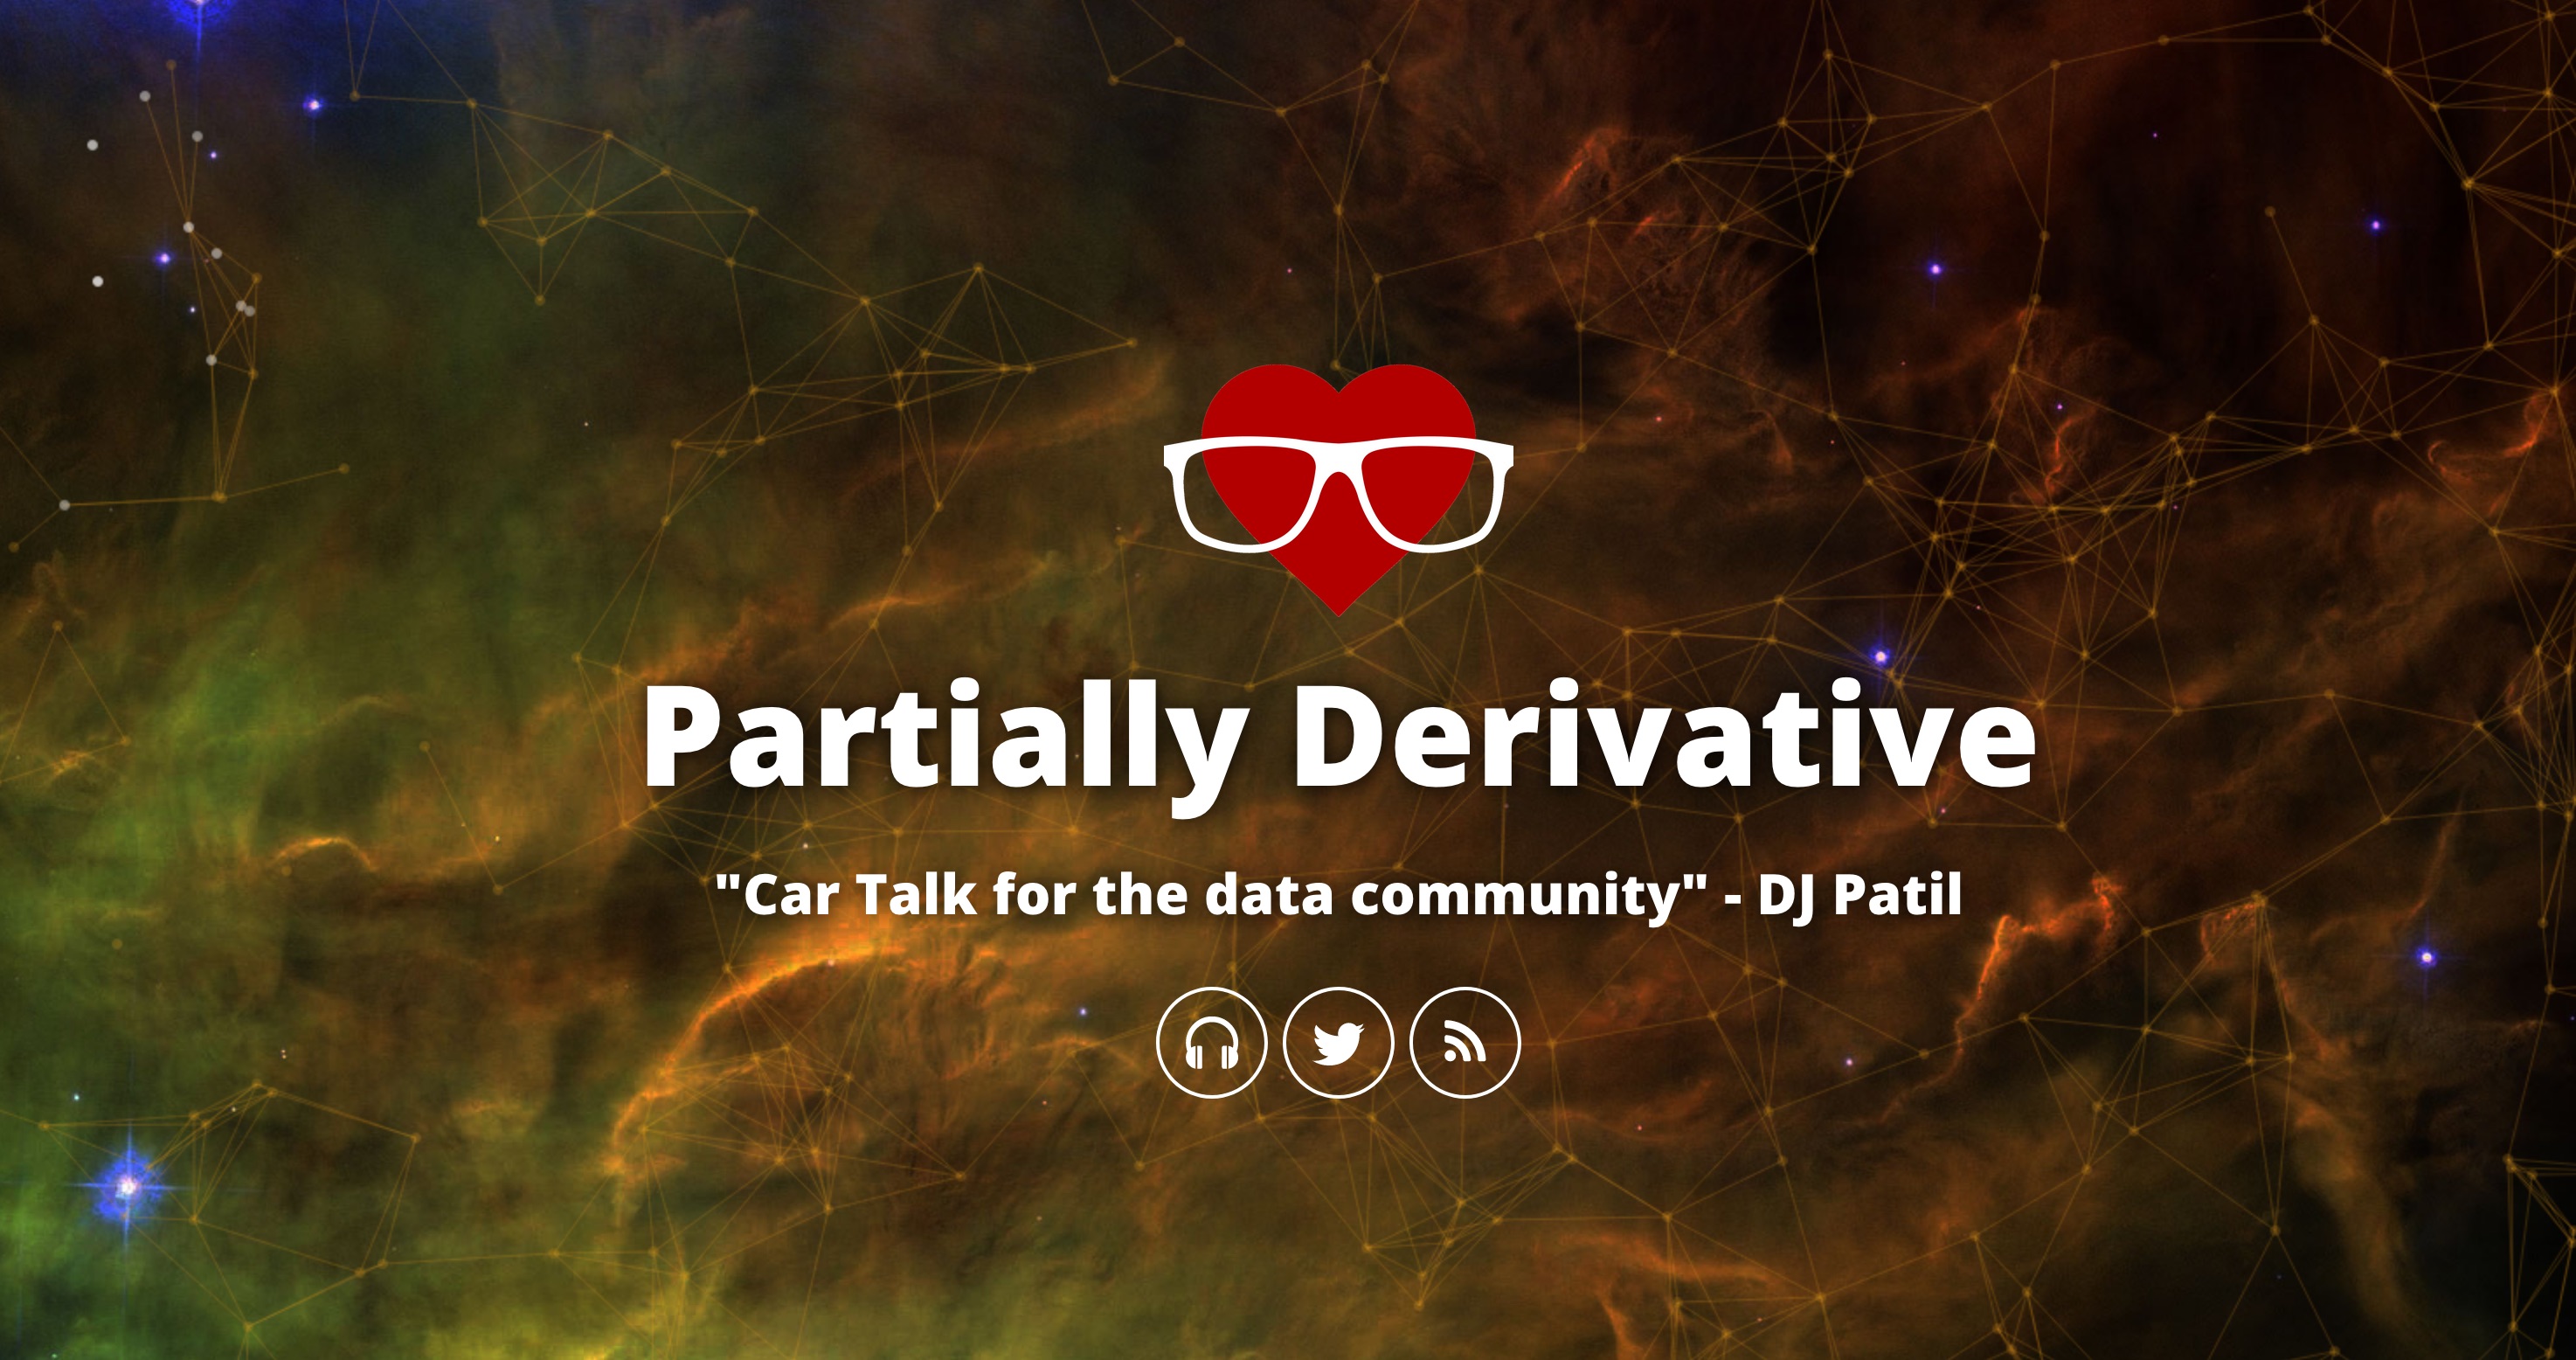 Partially Derivative
"Car Talk for the data community" - DJ Patil